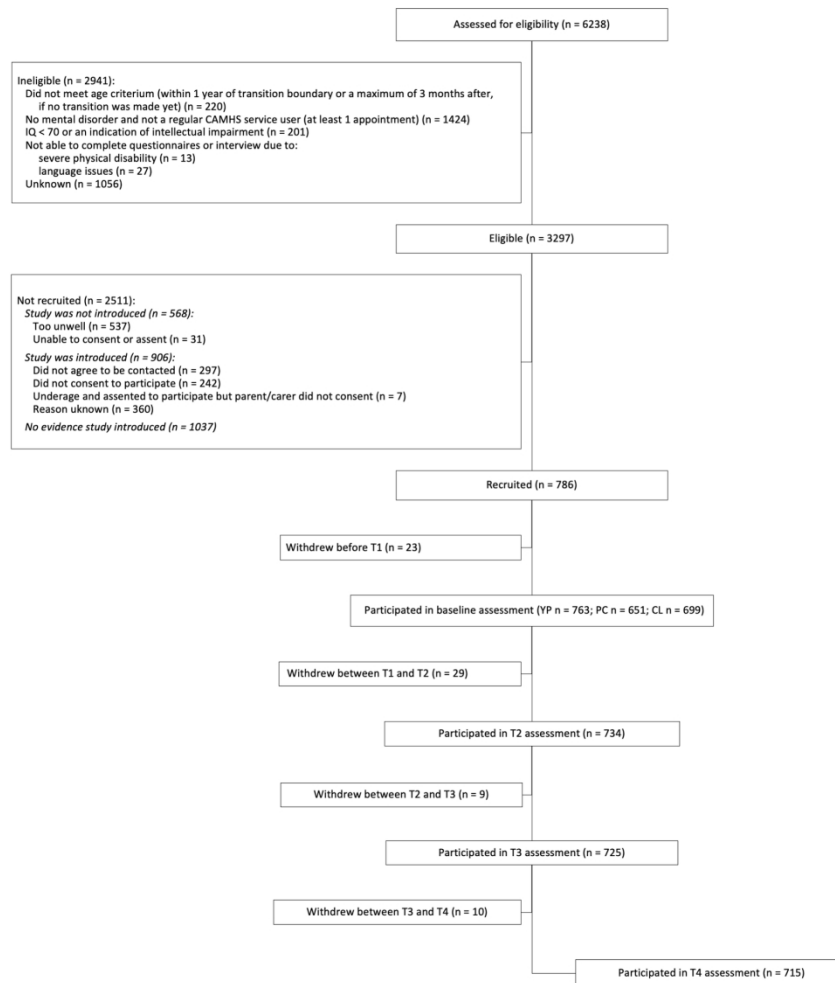 Assessed for eligibility (n = 6238)
Ineligible (n = 2941):
Did not meet age criterium (within 1 year of transition boundary or a maximum of 3 months after,
if no transition was made yet) (n = 220)
No mental disorder and not a regular CAMHS service user (at least 1 appointment) (n = 1424)
IQ < 70 or an indication of intellectual impairment (n = 201)
Not able to complete questionnaires or interview due to:
severe physical disability (n = 13)
language issues (n = 27)
Unknown (n = 1056)
Eligible (n = 3297)
Not recruited (n = 2511):
Study was not introduced (n = 568):
Too unwell (n = 537)
Unable to consent or assent (n = 31)
Study was introduced (n = 906):
Did not agree to be contacted (n = 297)
Did not consent to participate (n = 242)
Underage and assented to participate but parent/carer did not consent (n = 7)
Reason uknown (n = 360)
No evidence study introduced (n = 1037)
Recruited (n = 786)
Withdrew before T1 (n = 23)
Participated in baseline assessment (YP n = 763; PC n = 651; CL n = 699)
Withdrew between T1 and T2 (n = 29)
Participated in T2 assessment (n = 734)
Withdrew between T2 and T3 (n = 9)
Participated in T3 assessment (n = 725)
Withdrew between T3 and T4 (n = 10)
Participated in T4 assessment (n = 715)